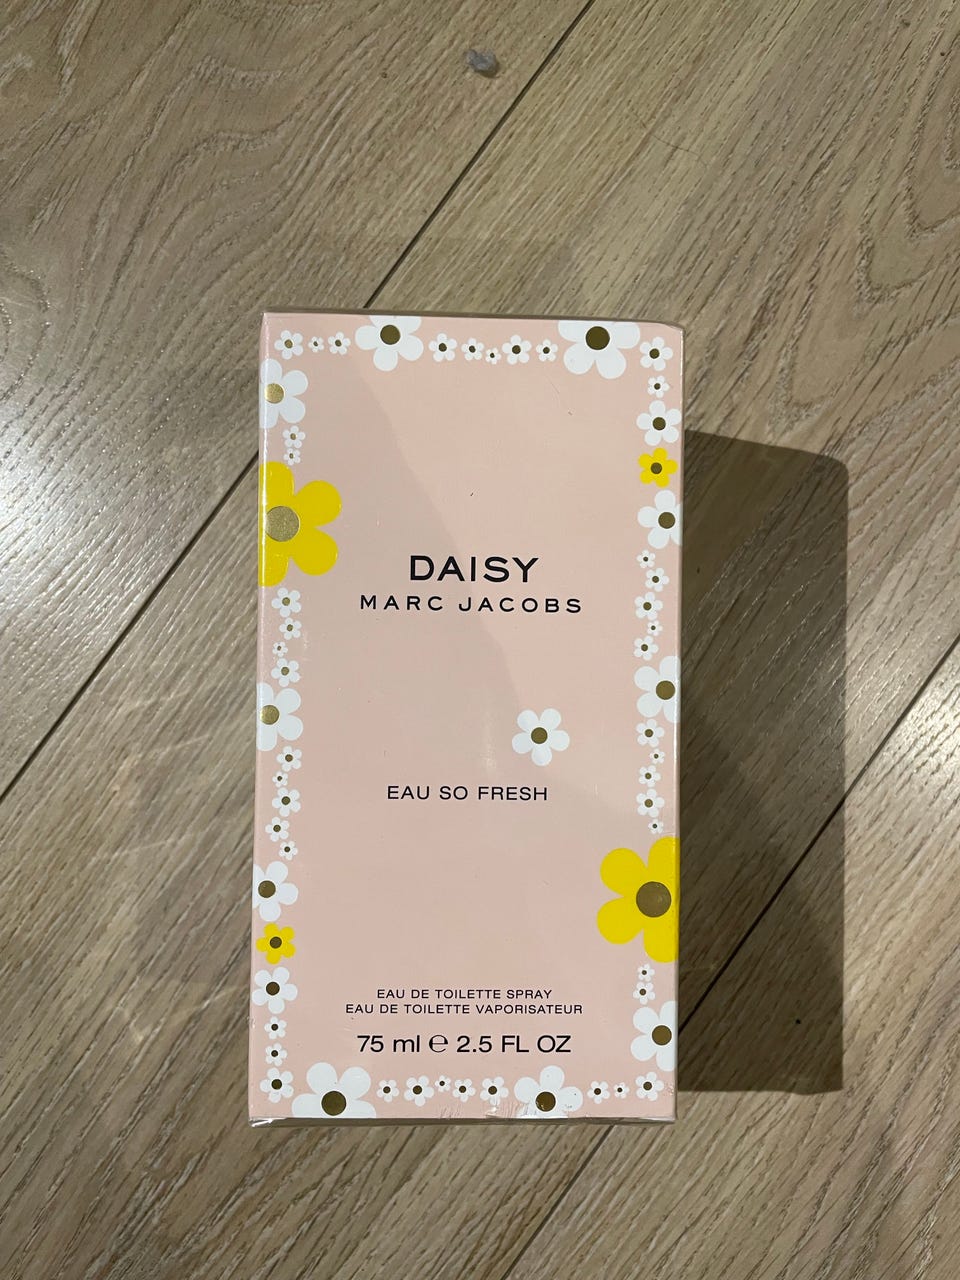 DAISY
MARC JACOBS
EAU SO FRESH
EAU DE TOILETTE SPRAY
EAU DE TOILETTE VAPORISATEUR
75 ml ℮ 2.5 FL OZ